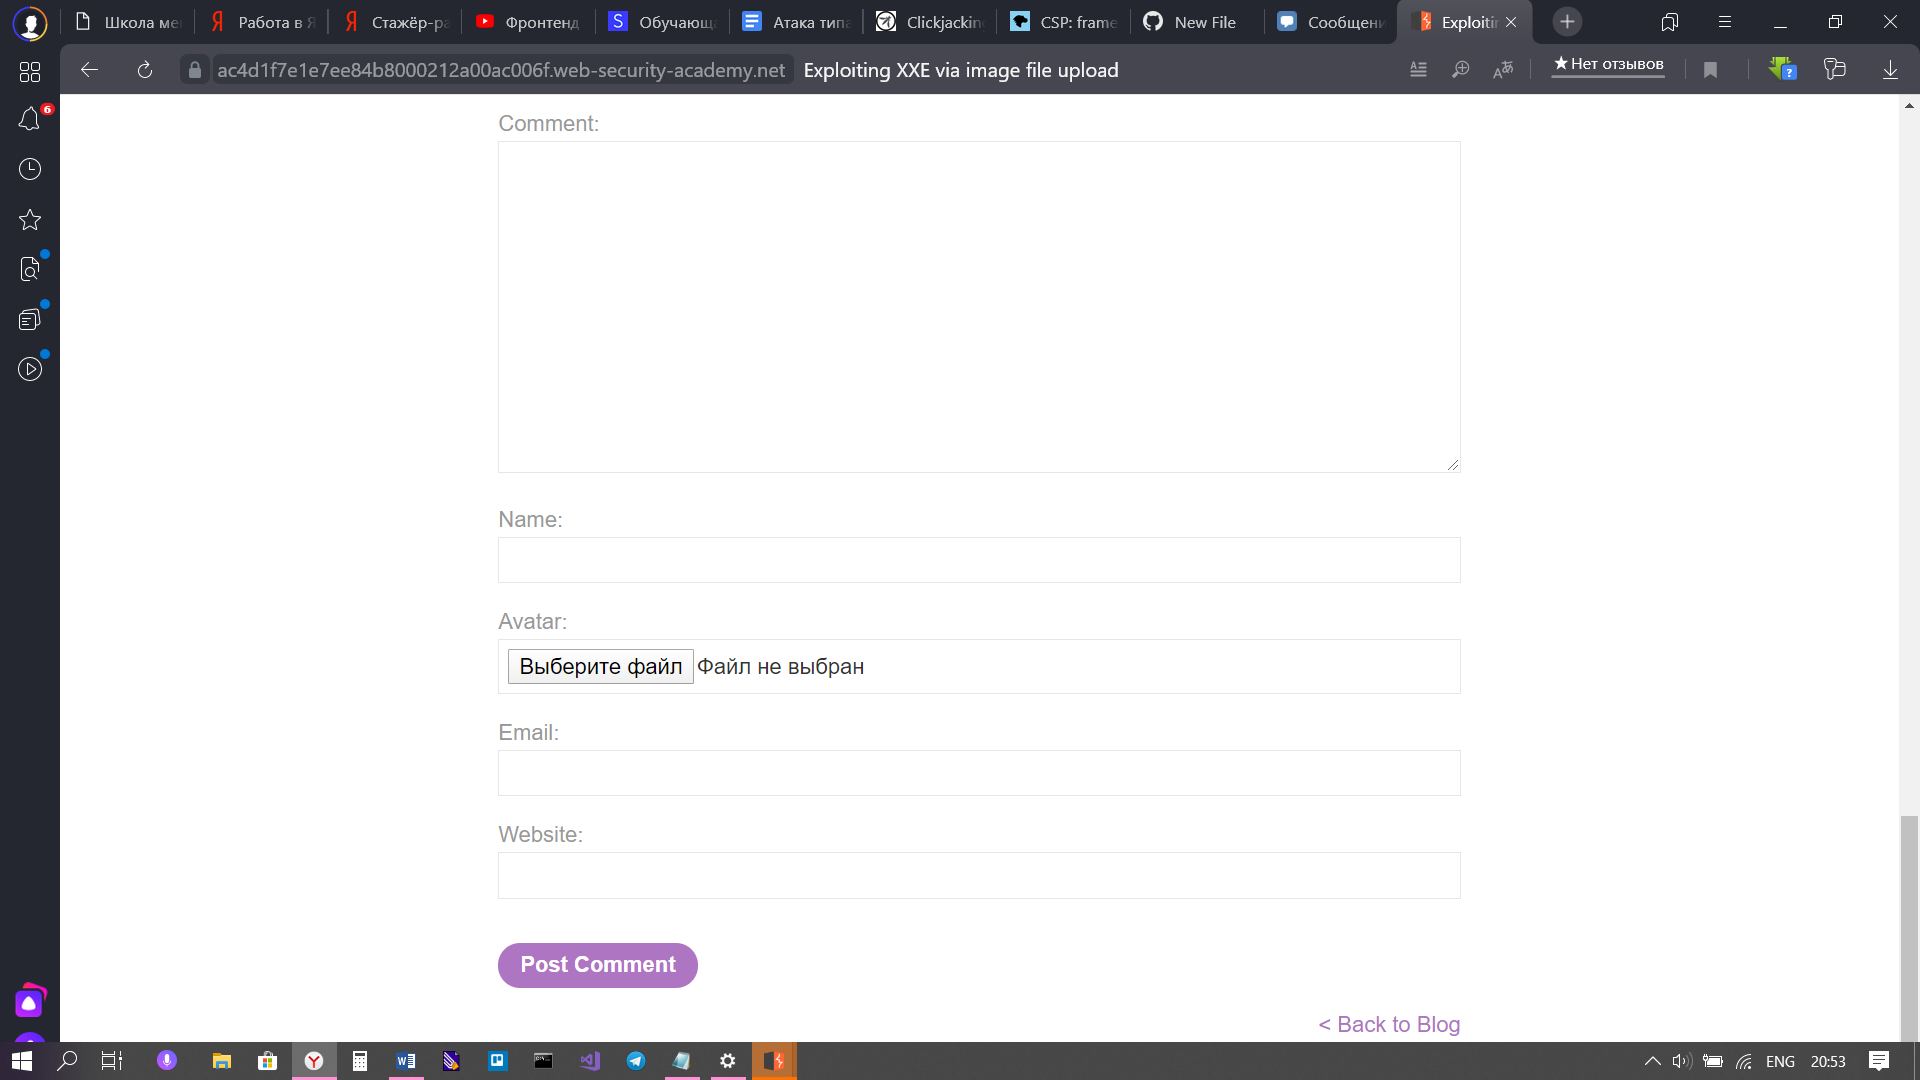 Школа ме
Работа в Я
Стажёр-ра
Фронтенд
Обучающ
Атака типа
Clickjackin
CSP: frame
New File
Сообщени
Exploitin
ac4d1f7e1e7ee84b8000212a00ac006f.web-security-academy.net Exploiting XXE via image file upload
★ Нет отзывов
6
Comment:
Name:
Avatar:
Выберите файл Файл не выбран
Email:
Website:
Post Comment
< Back to Blog
ENG 20:53